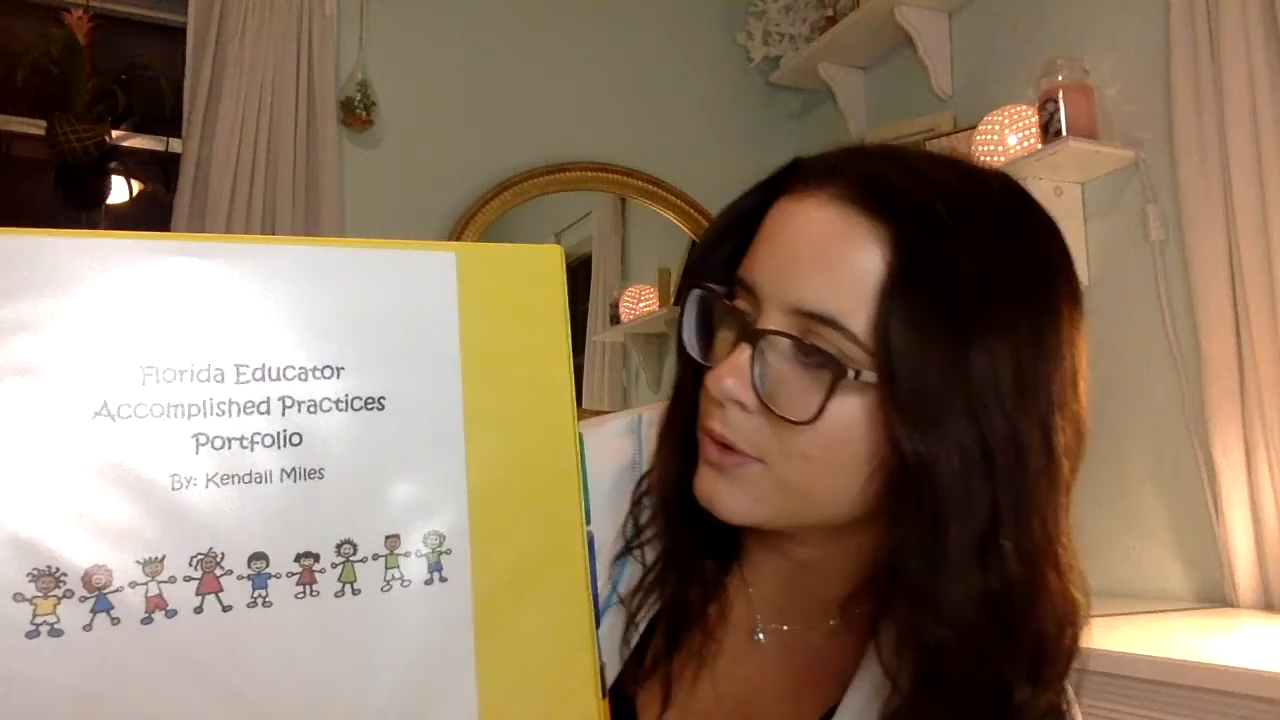 Florida Educator
Accomplished Practices
Portfolio
By: Kendall Miles